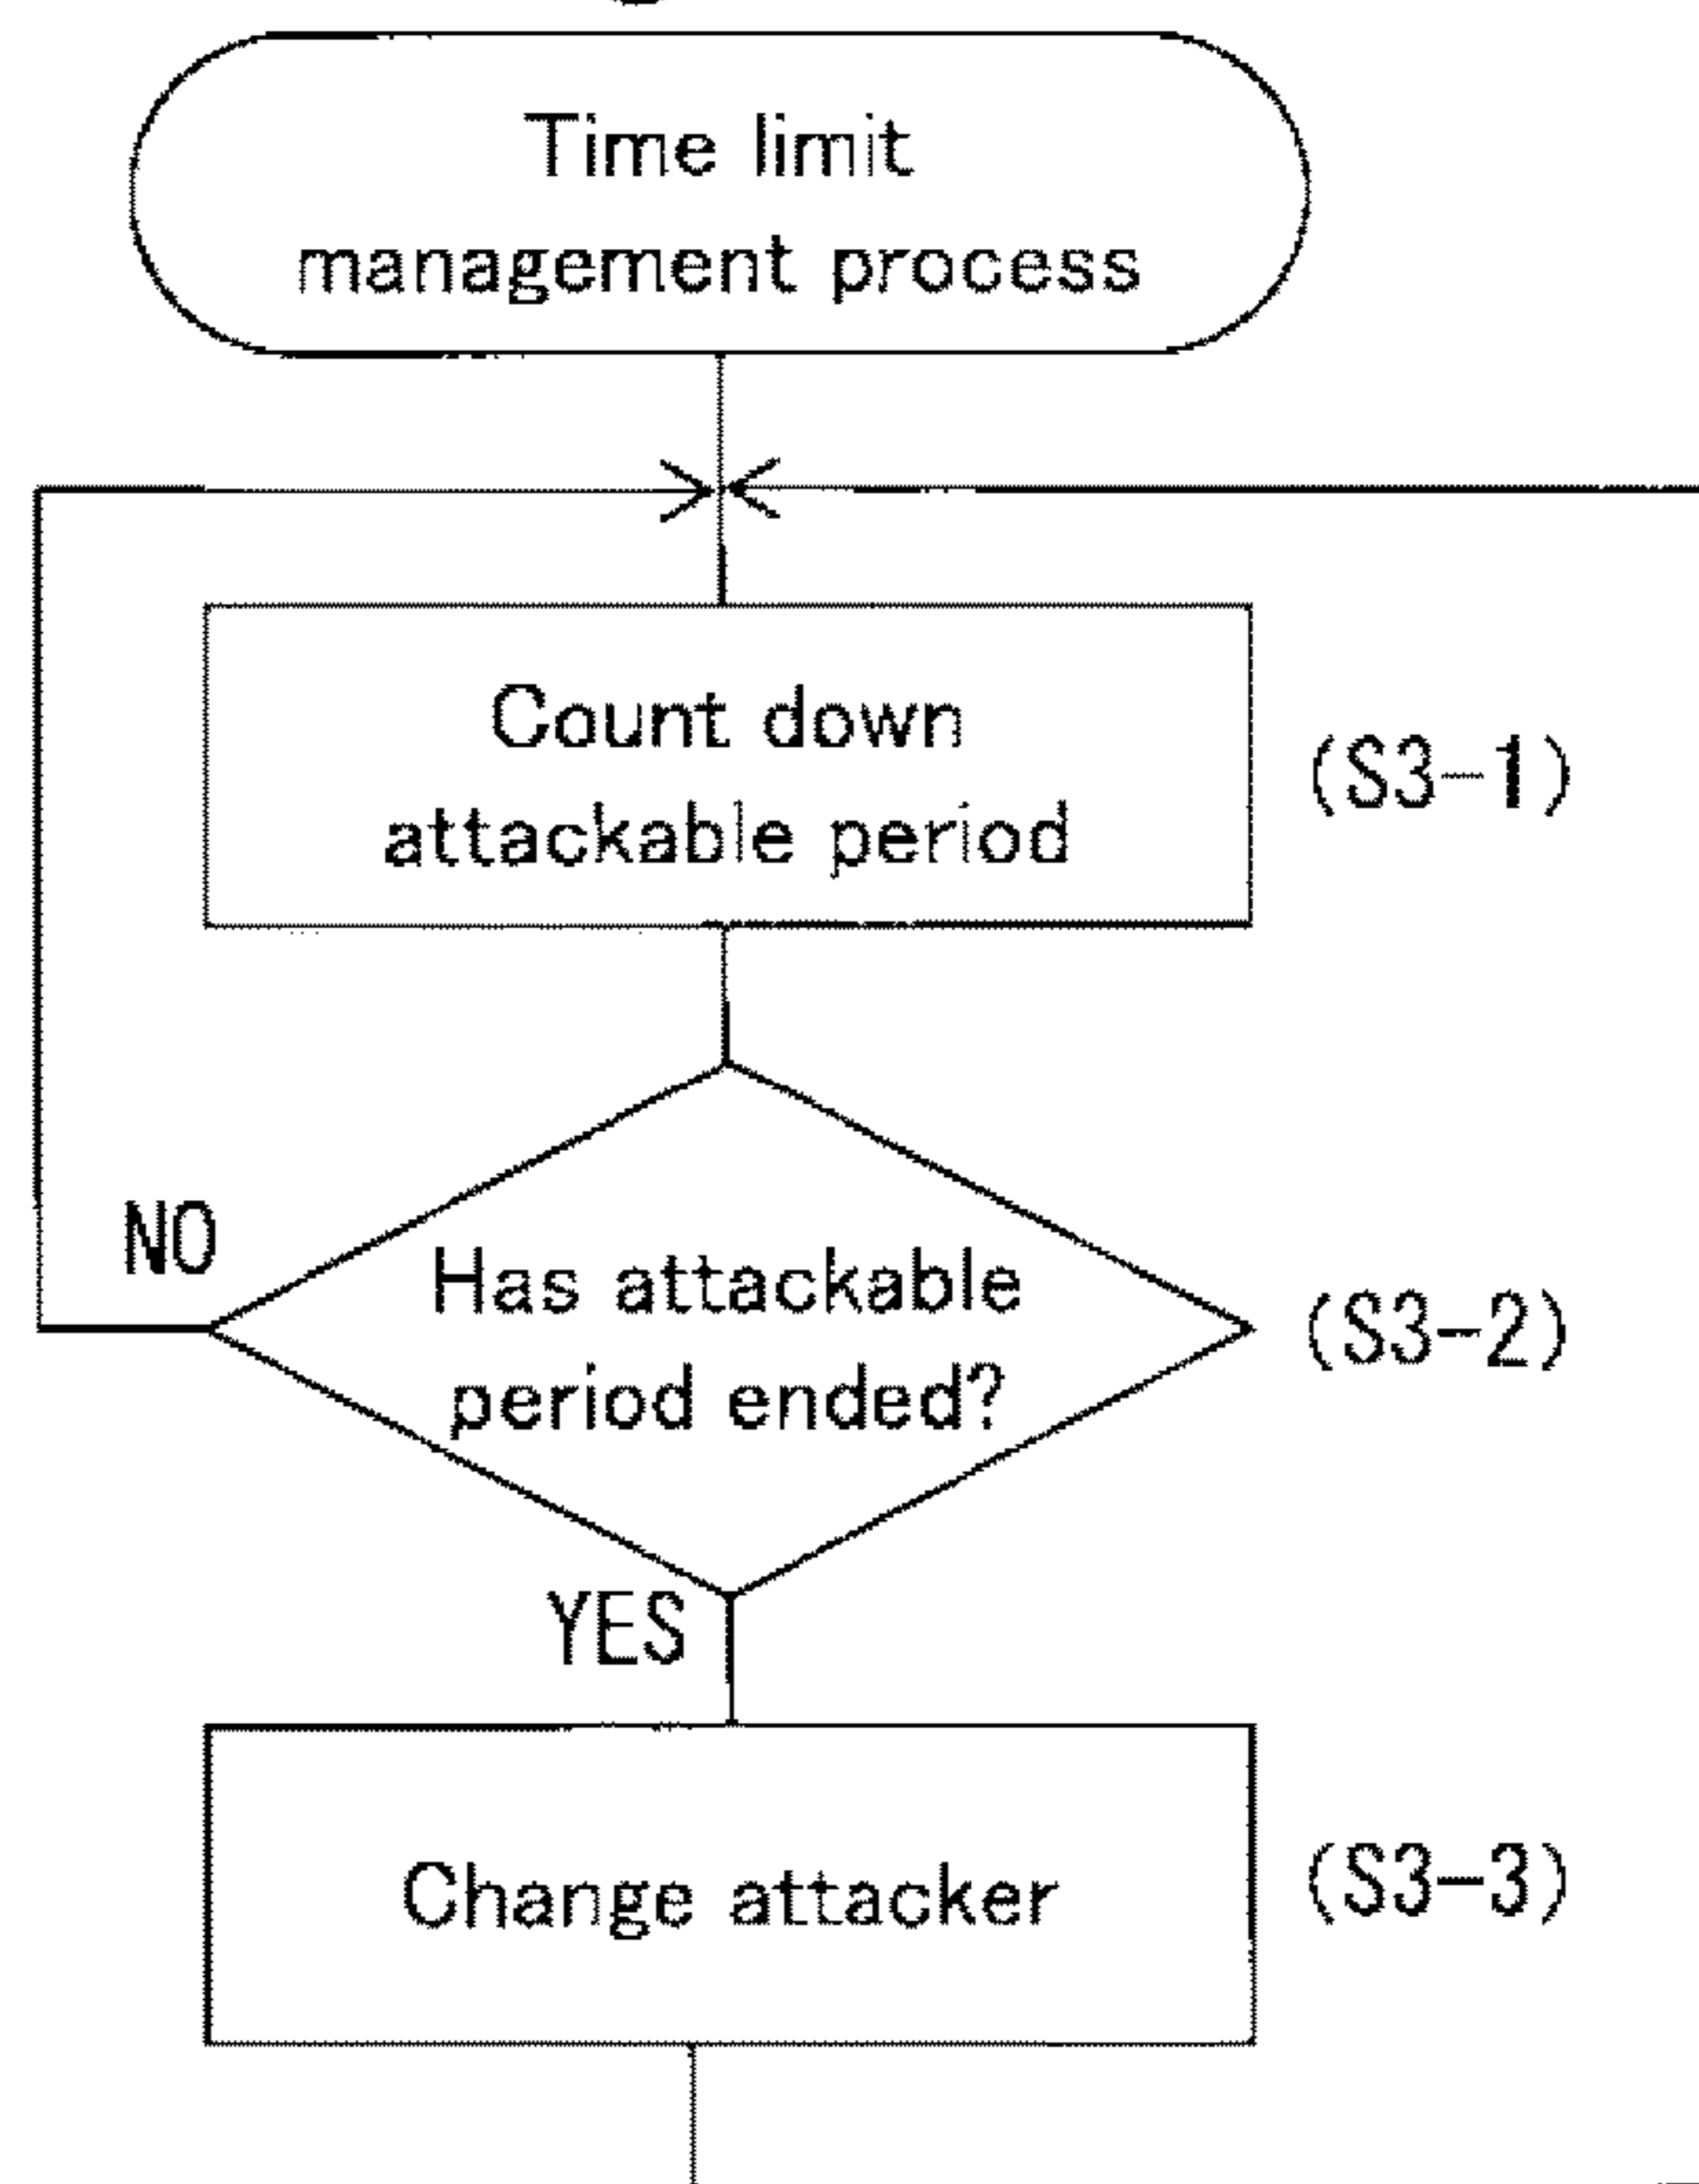 Time limit
management process
Count down
attackable period
(S3-1)
NO
Has attackable
period ended?
(S3-2)
YES
Change attacker
(S3-3)